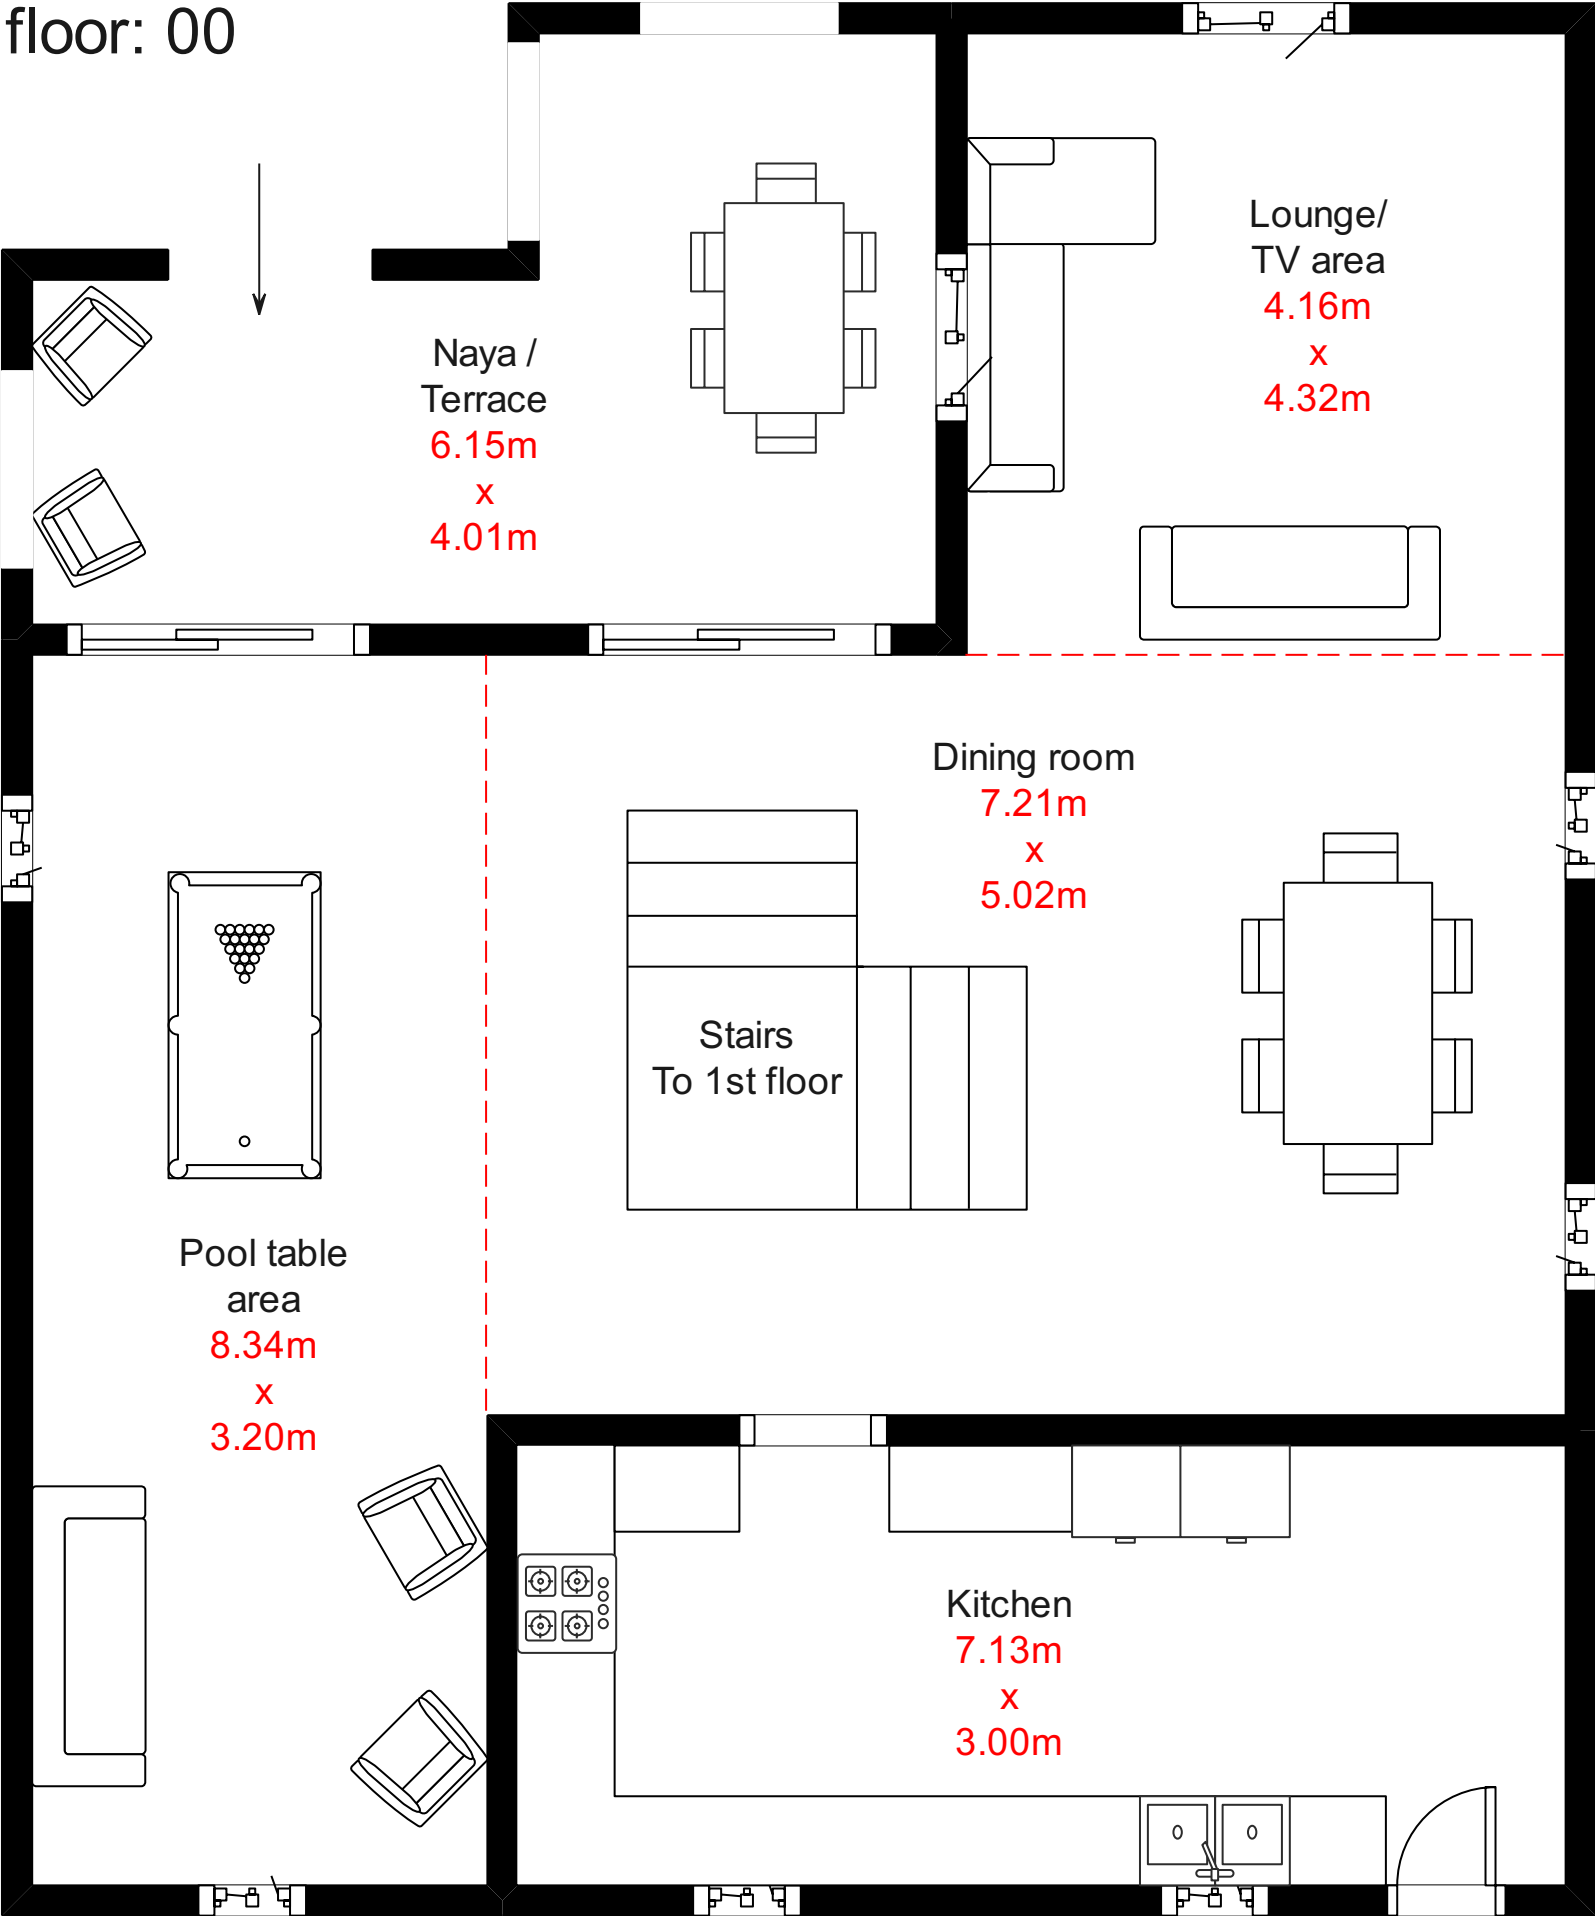 floor: 00
Lounge/
TV area
4.16m
x
4.32m
Naya /
Terrace
6.15m
x
4.01m
Dining room
7.21m
x
5.02m
Stairs
To 1st floor
Pool table
area
8.34m
x
3.20m
Kitchen
7.13m
x
3.00m